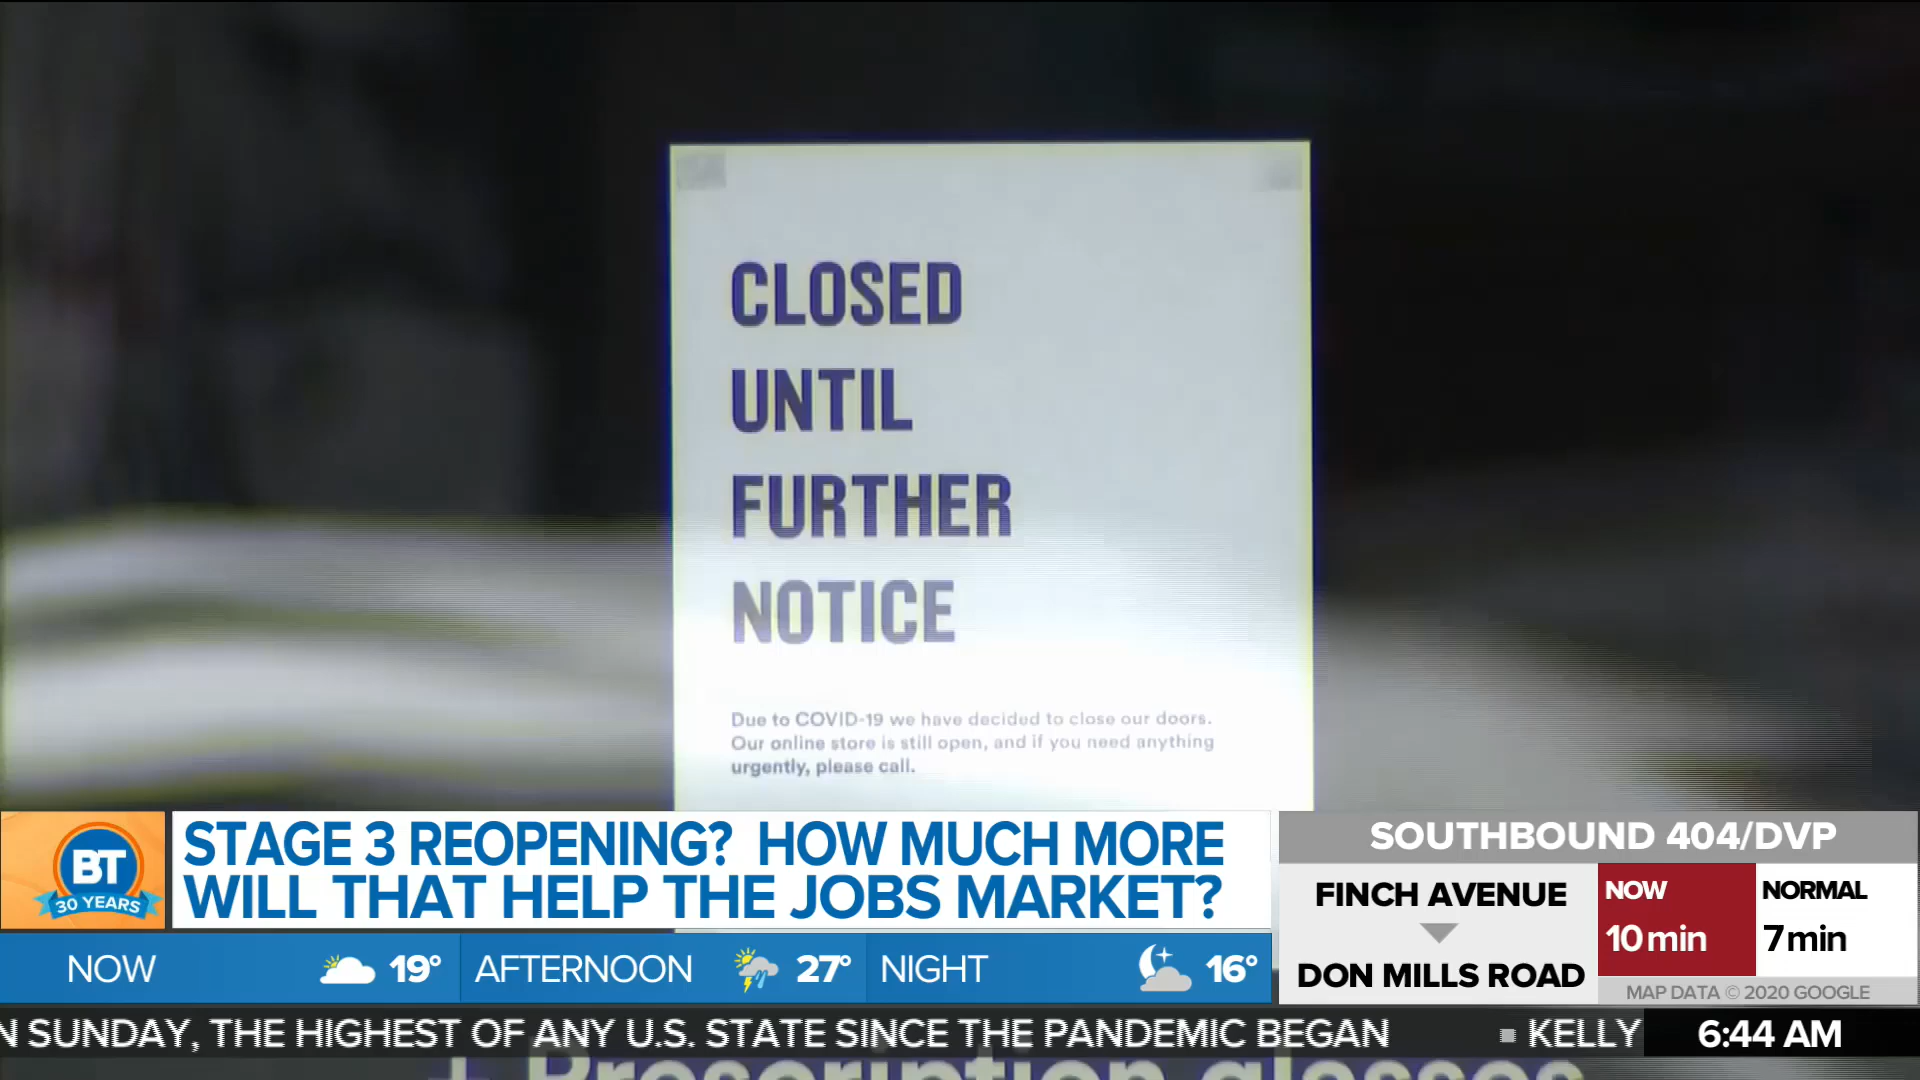 CLOSED
UNTIL
FURTHER
NOTICE
Due to COVID-19 we have decided to close our doors.
Our online store is still open, and if you need anything
urgently, please call.
BT
30 YEARS
STAGE 3 REOPENING? HOW MUCH MORE
WILL THAT HELP THE JOBS MARKET?
SOUTHBOUND 404/DVP
FINCH AVENUE
DON MILLS ROAD
NOW
10 min
NORMAL
7 min
MAP DATA © 2020 GOOGLE
NOW 19° AFTERNOON 27° NIGHT 16°
N SUNDAY, THE HIGHEST OF ANY U.S. STATE SINCE THE PANDEMIC BEGAN ■ KELLY
6:44 AM
+ Prescription glasses